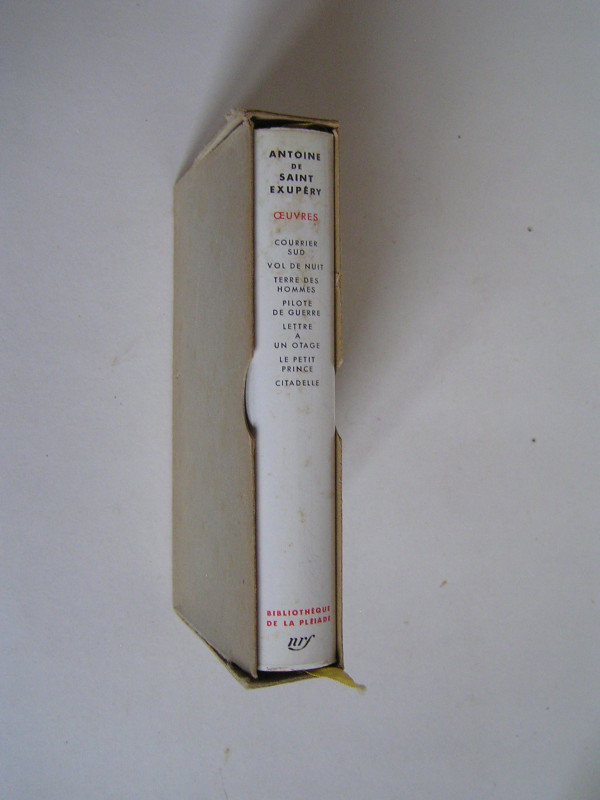 ANTOINE
DE
SAINT
EXUPÉRY
ŒUVRES
COURRIER
SUD
VOL DE NUIT
TERRE DES
HOMMES
PILOTE
DE GUERRE
LETTRE
A
UN OTAGE
LE PETIT
PRINCE
CITADELLE
BIBLIOTHÈQUE
DE LA PLÉIADE
nrf